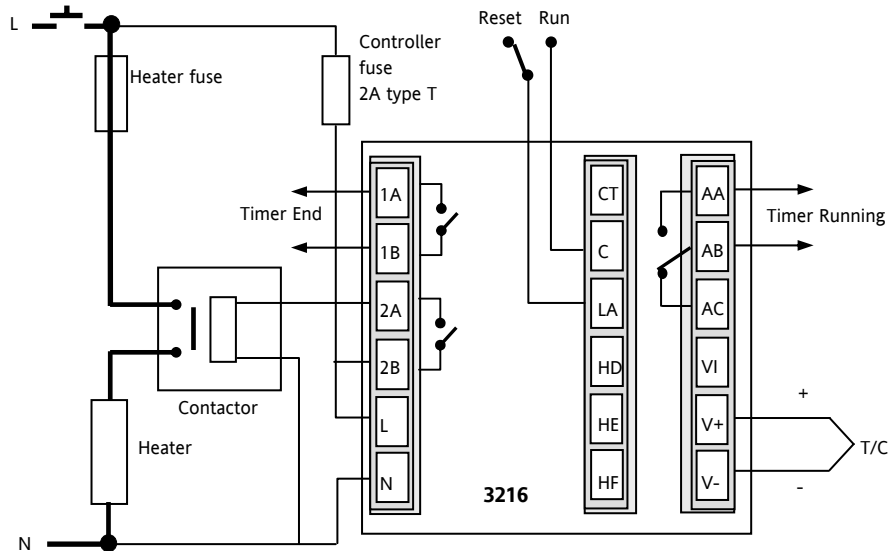 Reset Run
L
Controller
fuse
2A type T
Heater fuse
1A
1B
2A
2B
L
N
Timer End
CT
C
LA
HD
HE
HF
AA
AB
AC
VI
V+
V-
Timer Running
Contactor
Heater
3216
+
-
T/C
N